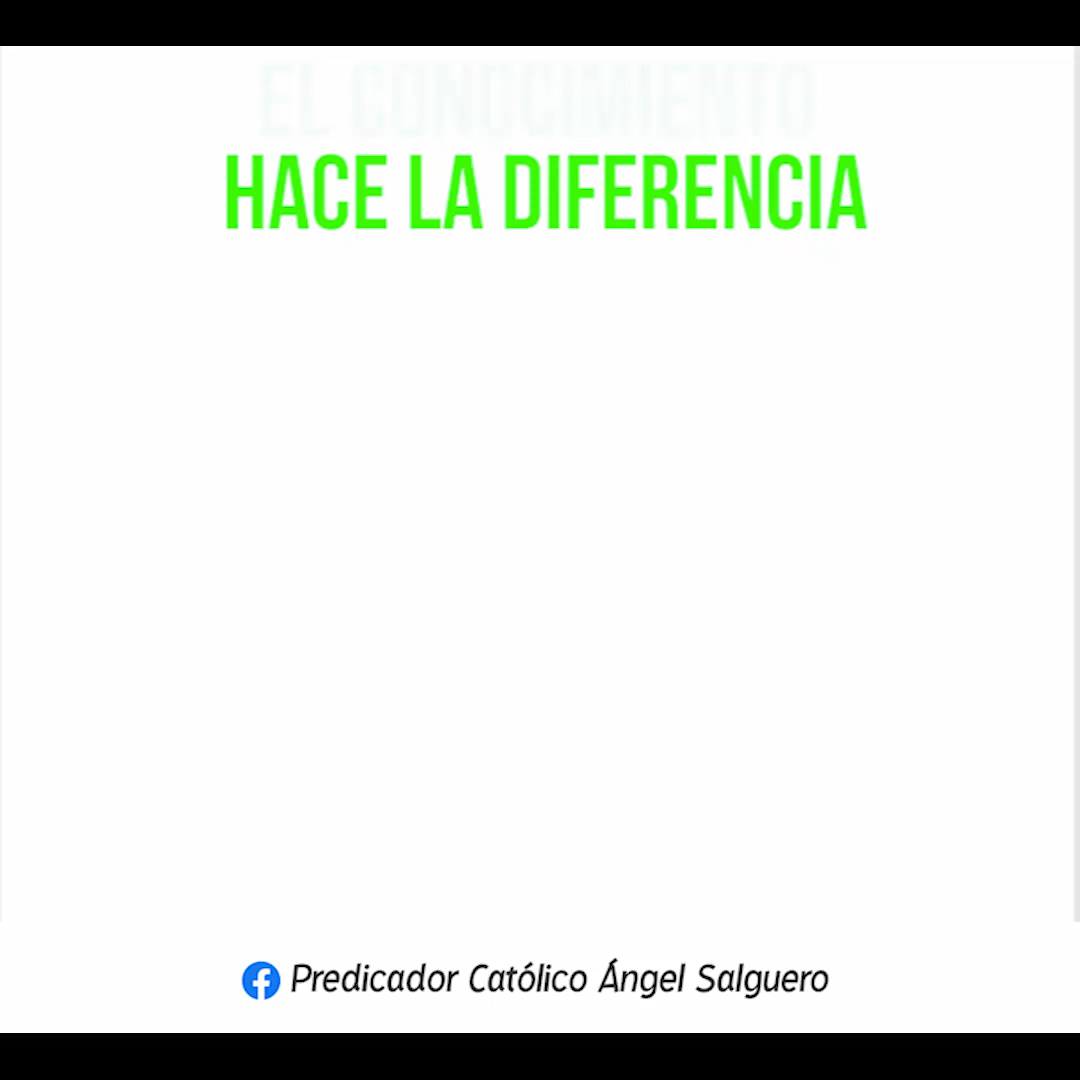 EL CONOCIMIENTO
HACE LA DIFERENCIA
Predicador Católico Ángel Salguero